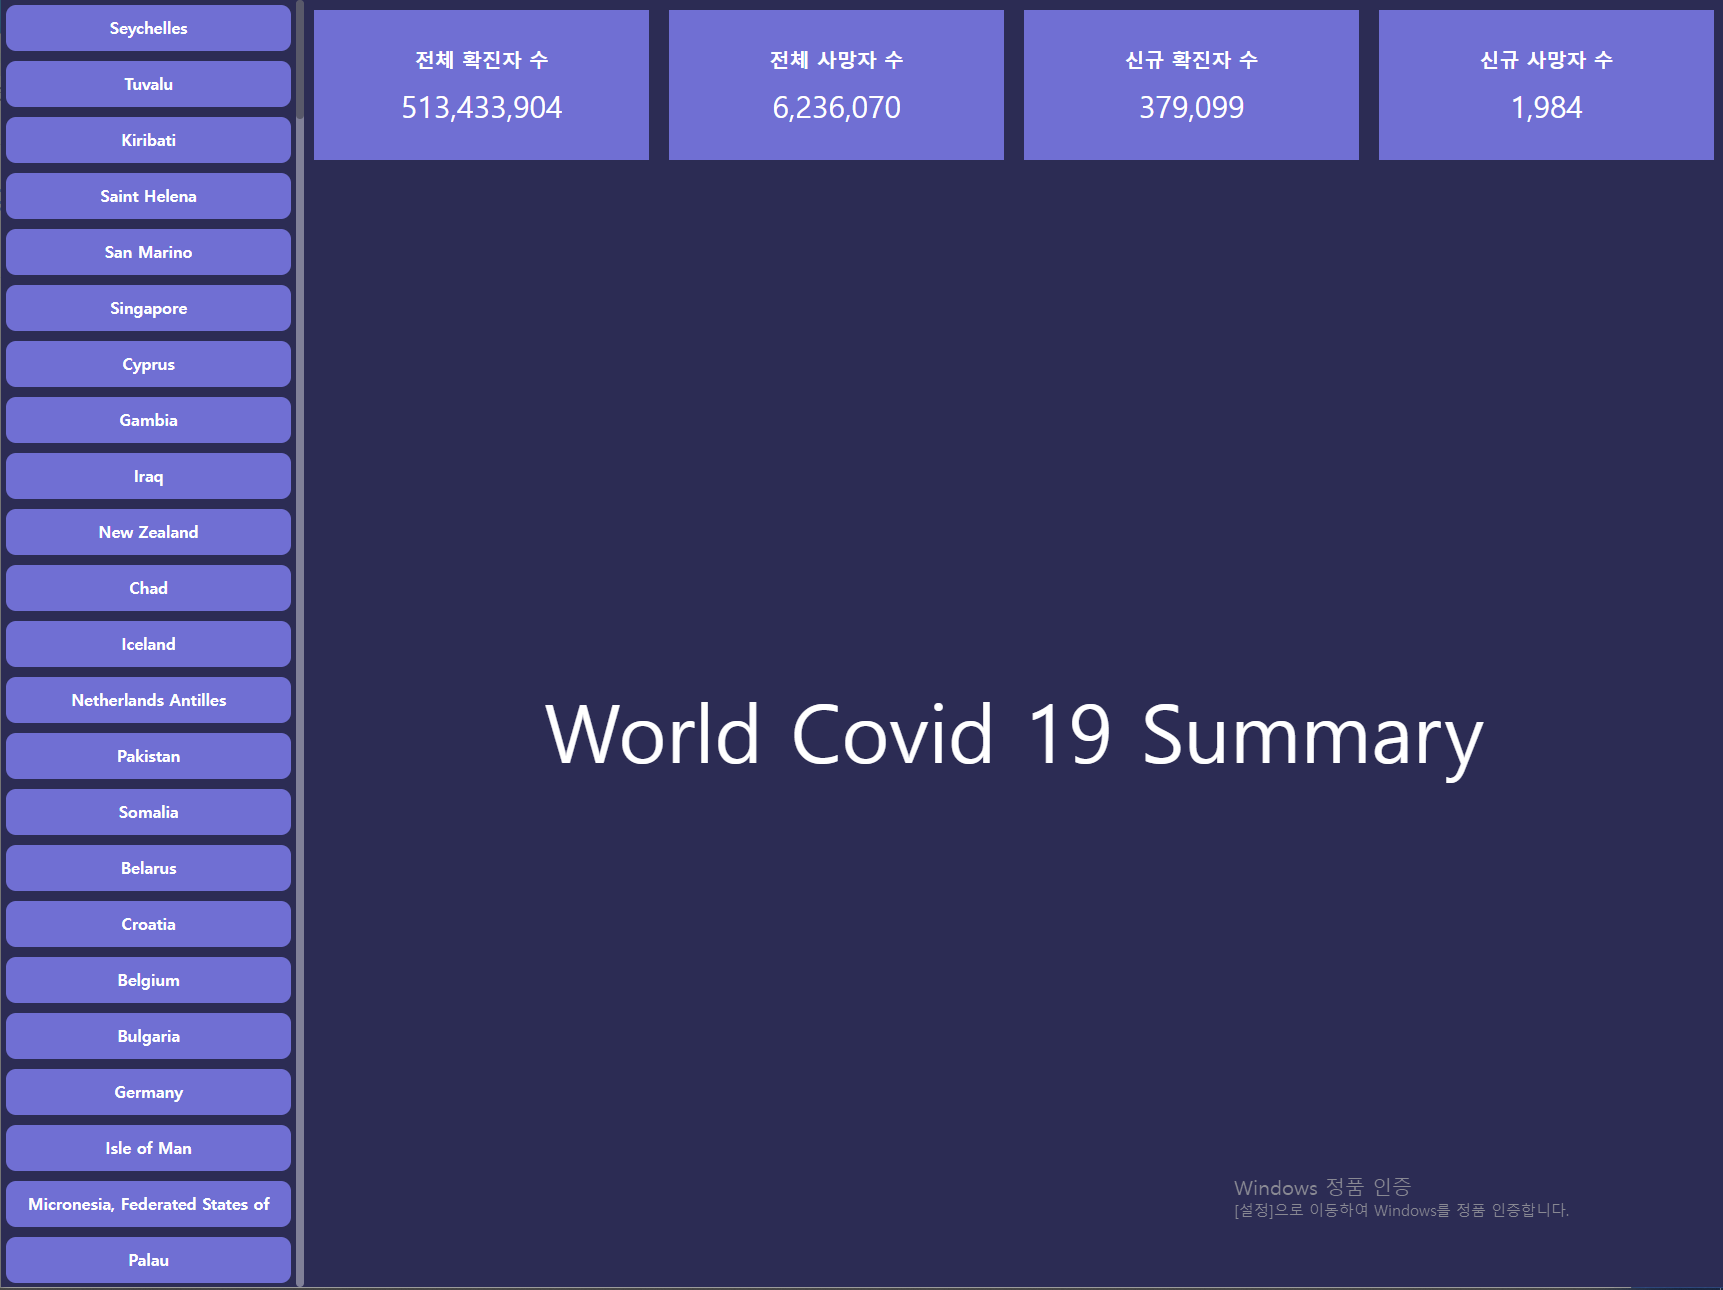 Seychelles
Tuvalu
Kiribati
Saint Helena
San Marino
Singapore
Cyprus
Gambia
Iraq
New Zealand
Chad
Iceland
Netherlands Antilles
Pakistan
Somalia
Belarus
Croatia
Belgium
Bulgaria
Germany
Isle of Man
Micronesia, Federated States of
Palau
전체 확진자 수
513,433,904
전체 사망자 수
6,236,070
신규 확진자 수
379,099
신규 사망자 수
1,984
World Covid 19 Summary
Windows 정품 인증
[설정]으로 이동하여 Windows를 정품 인증합니다.